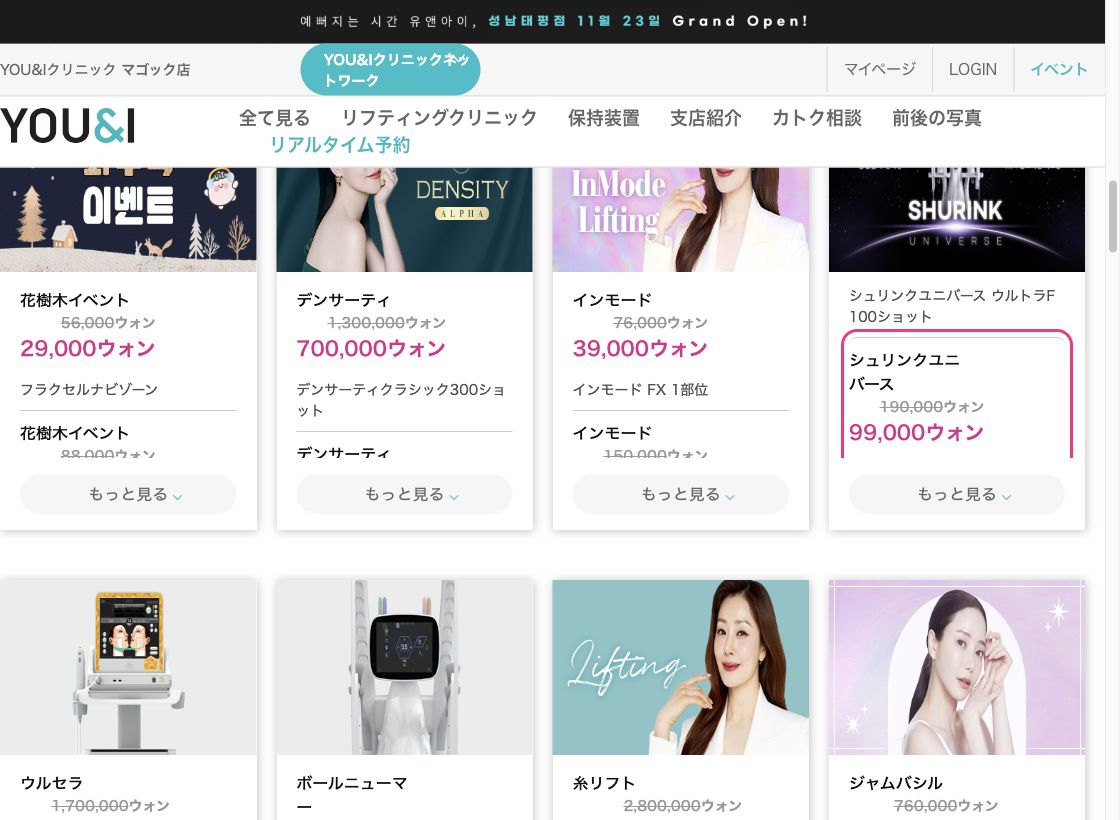 예뻐지는 시간 유앤아이, 성남태평점 11월 23일 Grand Open!
YOU&Iクリニック マゴック店
YOU&Iクリニックネッ
トワーク
マイページ
LOGIN
イベント
YOU&I
全て見る
リフティングクリニック
保持装置
支店紹介
カトク相談
前後の写真
リアルタイム予約
이벤트
DENSITY
ALPHA
InMode
Lifting
SHURINK
UNIVERSE
花樹木イベント
56,000ウォン
29,000ウォン
フラクセルナビゾーン
花樹木イベント
88,000ウォン
もっと見る
デンサーティ
1,300,000ウォン
700,000ウォン
デンサーティクラシック300ショ
ット
デンサーティ
もっと見る
インモード
76,000ウォン
39,000ウォン
インモード FX 1部位
インモード
150,000ウォン
もっと見る
シュリンクユニバース ウルトラF
100ショット
シュリンクユニ
バース
190,000ウォン
99,000ウォン
もっと見る
Lifting
ウルセラ
1,700,000ウォン
ボールニューマ
ー
糸リフト
2,800,000ウォン
ジャムバシル
760,000ウォン